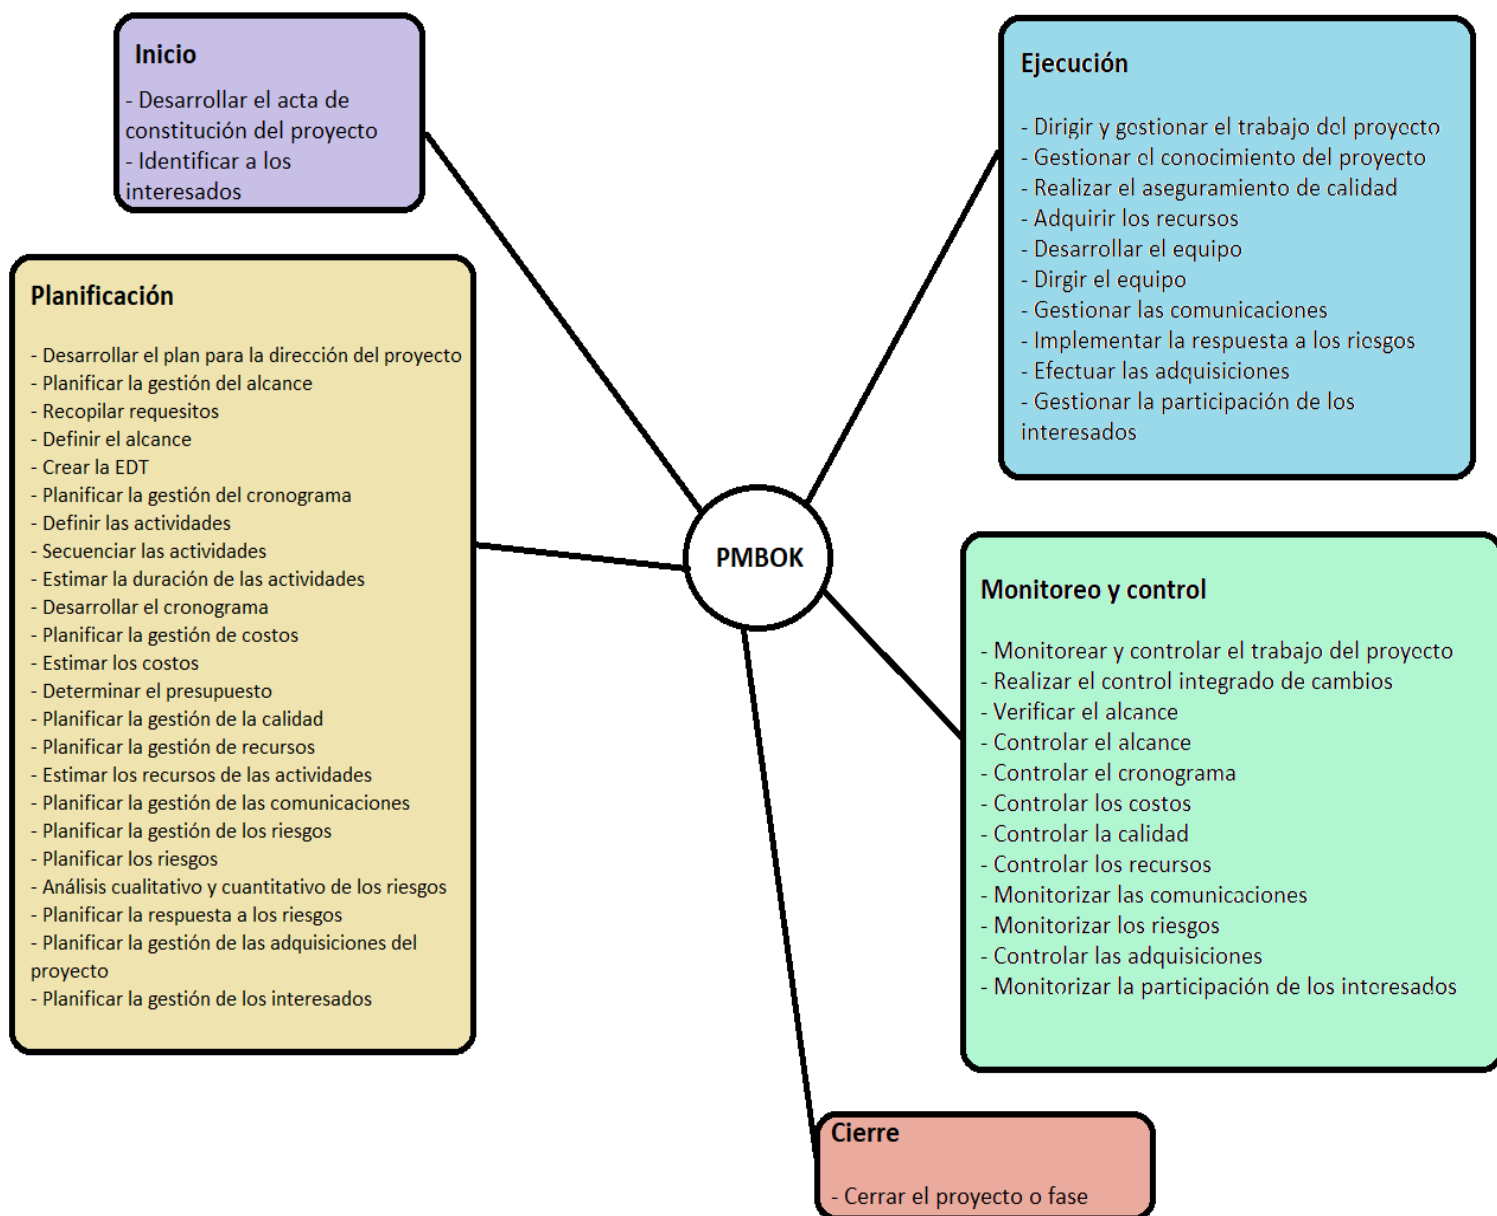 Inicio
- Desarrollar el acta de
constitución del proyecto
- Identificar a los
interesados
Planificación
- Desarrollar el plan para la dirección del proyecto
- Planificar la gestión del alcance
- Recopilar requesitos
- Definir el alcance
- Crear la EDT
- Planificar la gestión del cronograma
- Definir las actividades
- Secuenciar las actividades
- Estimar la duración de las actividades
- Desarrollar el cronograma
- Planificar la gestión de costos
- Estimar los costos
- Determinar el presupuesto
- Planificar la gestión de la calidad
- Planificar la gestión de recursos
- Estimar los recursos de las actividades
- Planificar la gestión de las comunicaciones
- Planificar la gestión de los riesgos
- Planificar los riesgos
- Análisis cualitativo y cuantitativo de los riesgos
- Planificar la respuesta a los riesgos
- Planificar la gestión de las adquisiciones del
proyecto
- Planificar la gestión de los interesados
PMBOK
Ejecución
- Dirigir y gestionar el trabajo del proyecto
- Gestionar el conocimiento del proyecto
- Realizar el aseguramiento de calidad
- Adquirir los recursos
- Desarrollar el equipo
- Dirgir el equipo
- Gestionar las comunicaciones
- Implementar la respuesta a los riesgos
- Efectuar las adquisiciones
- Gestionar la participación de los
interesados
Monitoreo y control
- Monitorear y controlar el trabajo del proyecto
- Realizar el control integrado de cambios
- Verificar el alcance
- Controlar el alcance
- Controlar el cronograma
- Controlar los costos
- Controlar la calidad
- Controlar los recursos
- Monitorizar las comunicaciones
- Monitorizar los riesgos
- Controlar las adquisiciones
- Monitorizar la participación de los interesados
Cierre
- Cerrar el proyecto o fase